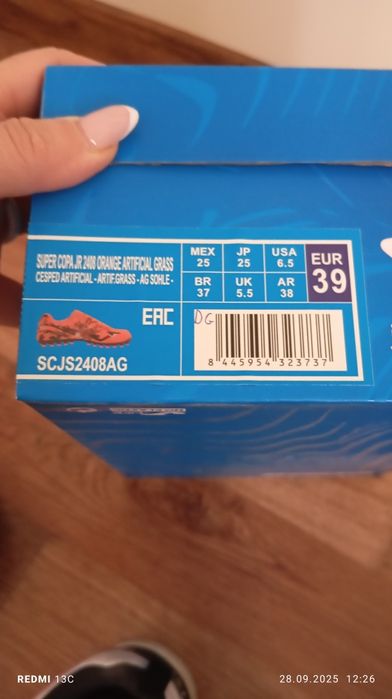 SUPER COPA JR 2408 ORANGE ARTIFICIAL GRASS
CESPED ARTIFICIAL - ARTIF.GRASS - AG SOHLE -
MEX JP USA EUR
25 25 6.5 39
BR UK AR
37 5.5 38
EAC
DG
SCJS2408AG
8 445954 323737
REDMI 13C
28.09.2025 12:26